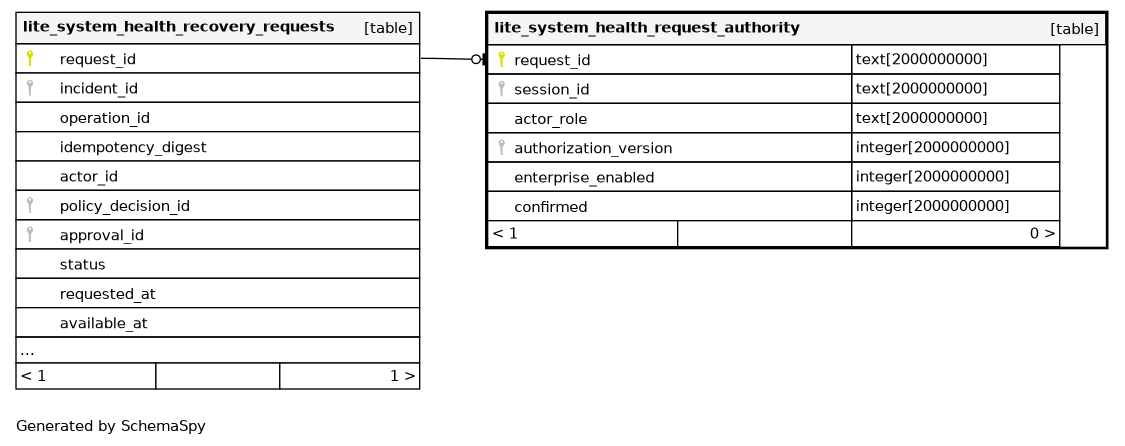 lite_system_health_recovery_requests [table]
request_id
incident_id
operation_id
idempotency_digest
actor_id
policy_decision_id
approval_id
status
requested_at
available_at
...
< 1 1 >
lite_system_health_request_authority [table]
request_id text[2000000000]
session_id text[2000000000]
actor_role text[2000000000]
authorization_version integer[2000000000]
enterprise_enabled integer[2000000000]
confirmed integer[2000000000]
< 1 0 >
Generated by SchemaSpy